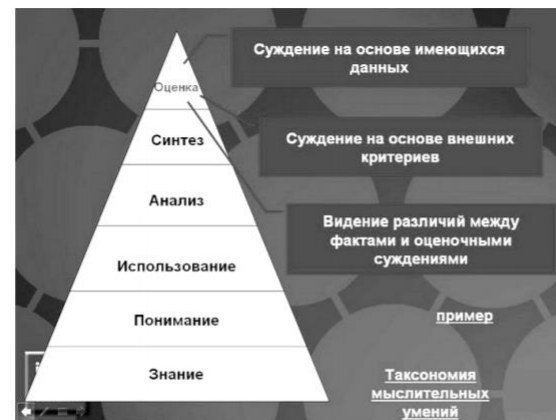 Суждение на основе имеющихся
данных
Оценка
Суждение на основе внешних
критериев
Синтез
Видение различий между
фактами и оценочными
суждениями
Анализ
Использование
Понимание
пример
Знание
Таксономия
мыслительных
умений